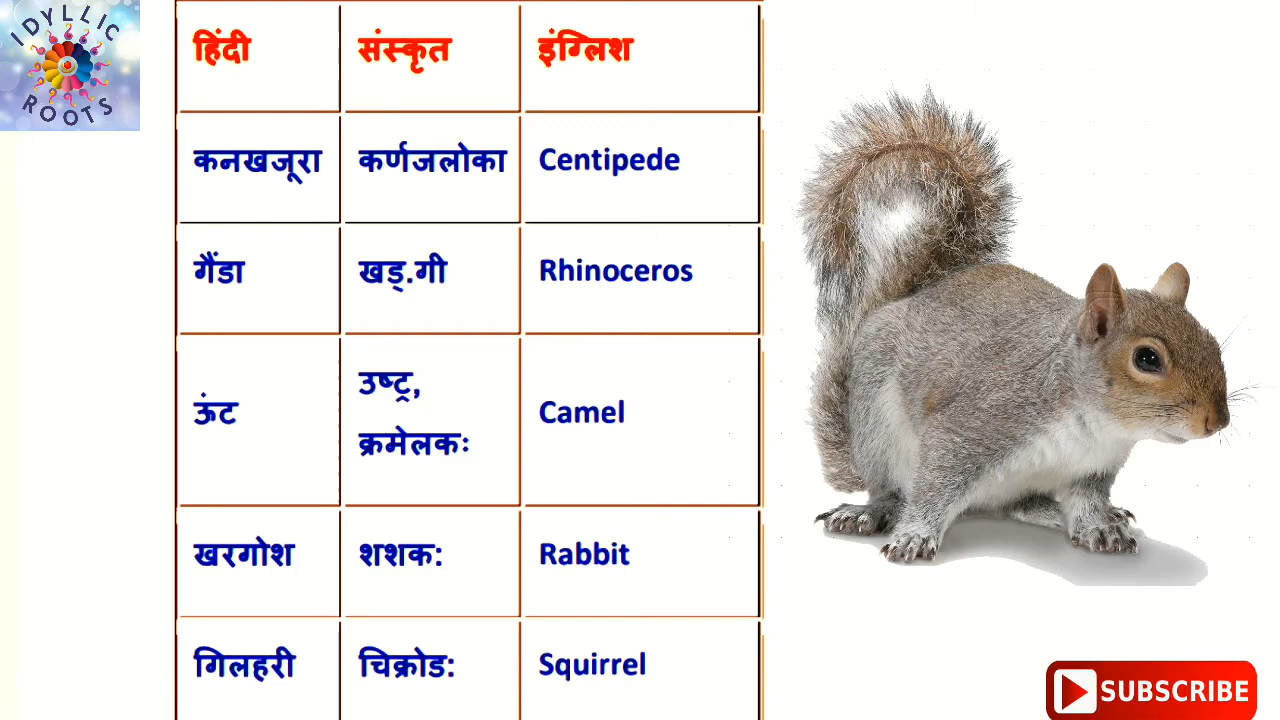 IDYLLIC
ROOTS
हिंदी संस्कृत इंग्लिश
कनखजूरा कर्णजलोका Centipede
गैंडा खड्.गी Rhinoceros
ऊंट उष्ट्र, क्रमेलकः Camel
खरगोश शशक: Rabbit
गिलहरी चिक्रोड: Squirrel
SUBSCRIBE